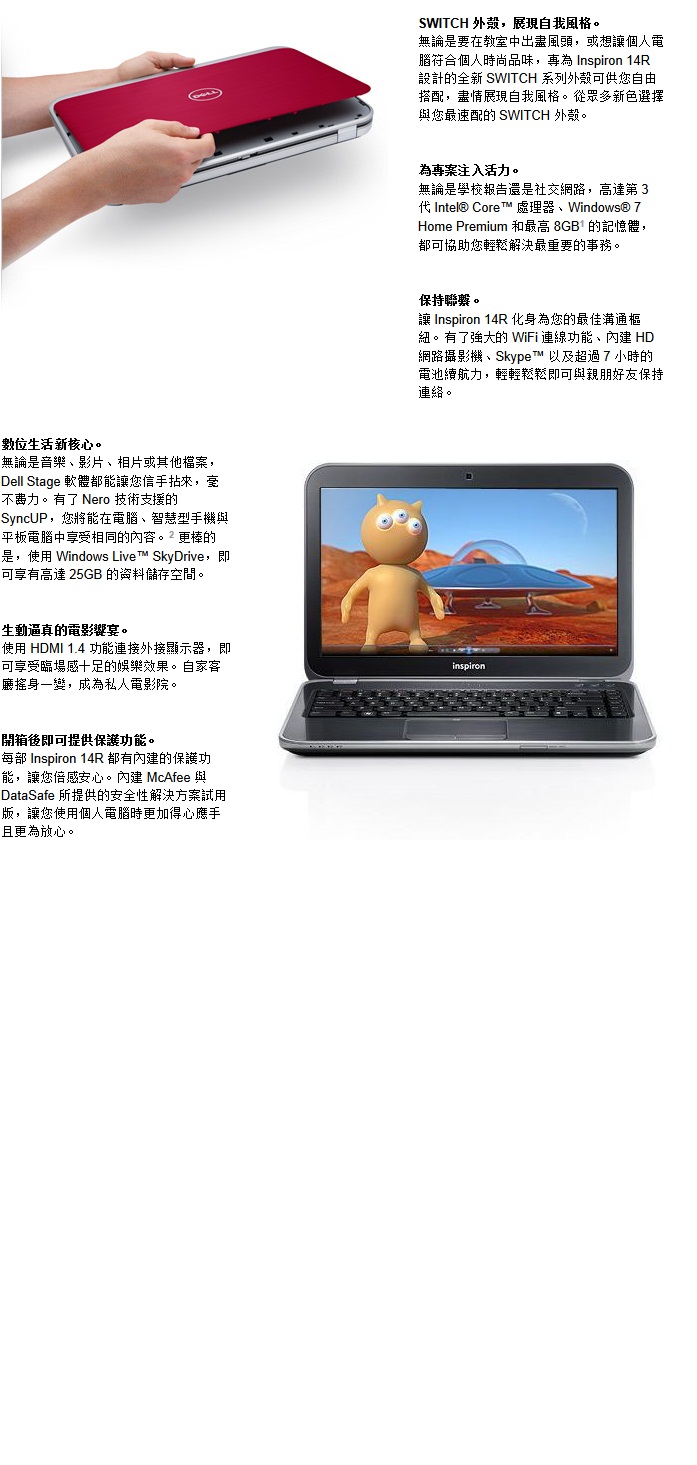 DELL
SWITCH 外殼，展現自我風格。
無論是要在教室中出盡風頭，或想讓個人電
腦符合個人時尚品味，專為 Inspiron 14R
設計的全新 SWITCH 系列外殼可供您自由
搭配，盡情展現自我風格。從眾多新色選擇
與您最速配的 SWITCH 外殼。
為專案注入活力。
無論是學校報告還是社交網路，高達第 3
代 Intel® Core™ 處理器、Windows® 7
Home Premium 和最高 8GB¹ 的記憶體，
都可協助您輕鬆解決最重要的事務。
保持聯繫。
讓 Inspiron 14R 化身為您的最佳溝通樞
紐。有了強大的 WiFi 連線功能、內建 HD
網路攝影機、Skype™ 以及超過 7 小時的
電池續航力，輕輕鬆鬆即可與親朋好友保持
連絡。
數位生活新核心。
無論是音樂、影片、相片或其他檔案，
Dell Stage 軟體都能讓您信手拈來，毫
不費力。有了 Nero 技術支援的
SyncUP，您將能在電腦、智慧型手機與
平板電腦中享受相同的內容。² 更棒的
是，使用 Windows Live™ SkyDrive，即
可享有高達 25GB 的資料儲存空間。
生動逼真的電影饗宴。
使用 HDMI 1.4 功能連接外接顯示器，即
可享受臨場感十足的娛樂效果。自家客
廳搖身一變，成為私人電影院。
開箱後即可提供保護功能。
每部 Inspiron 14R 都有內建的保護功
能，讓您倍感安心。內建 McAfee 與
DataSafe 所提供的安全性解決方案試用
版，讓您使用個人電腦時更加得心應手
且更為放心。
inspiron